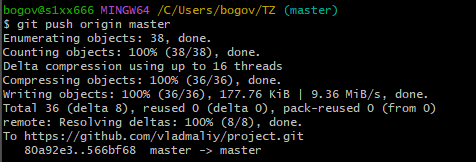 bogov@s1xx666 MINGW64 /C/Users/bogov/TZ (master)
$ git push origin master
Enumerating objects: 38, done.
Counting objects: 100% (38/38), done.
Delta compression using up to 16 threads
Compressing objects: 100% (36/36), done.
Writing objects: 100% (36/36), 177.76 KiB | 9.36 MiB/s, done.
Total 36 (delta 8), reused 0 (delta 0), pack-reused 0 (from 0)
remote: Resolving deltas: 100% (8/8), done.
To https://github.com/vladmaliy/project.git
   80a92e3..566bf68  master -> master